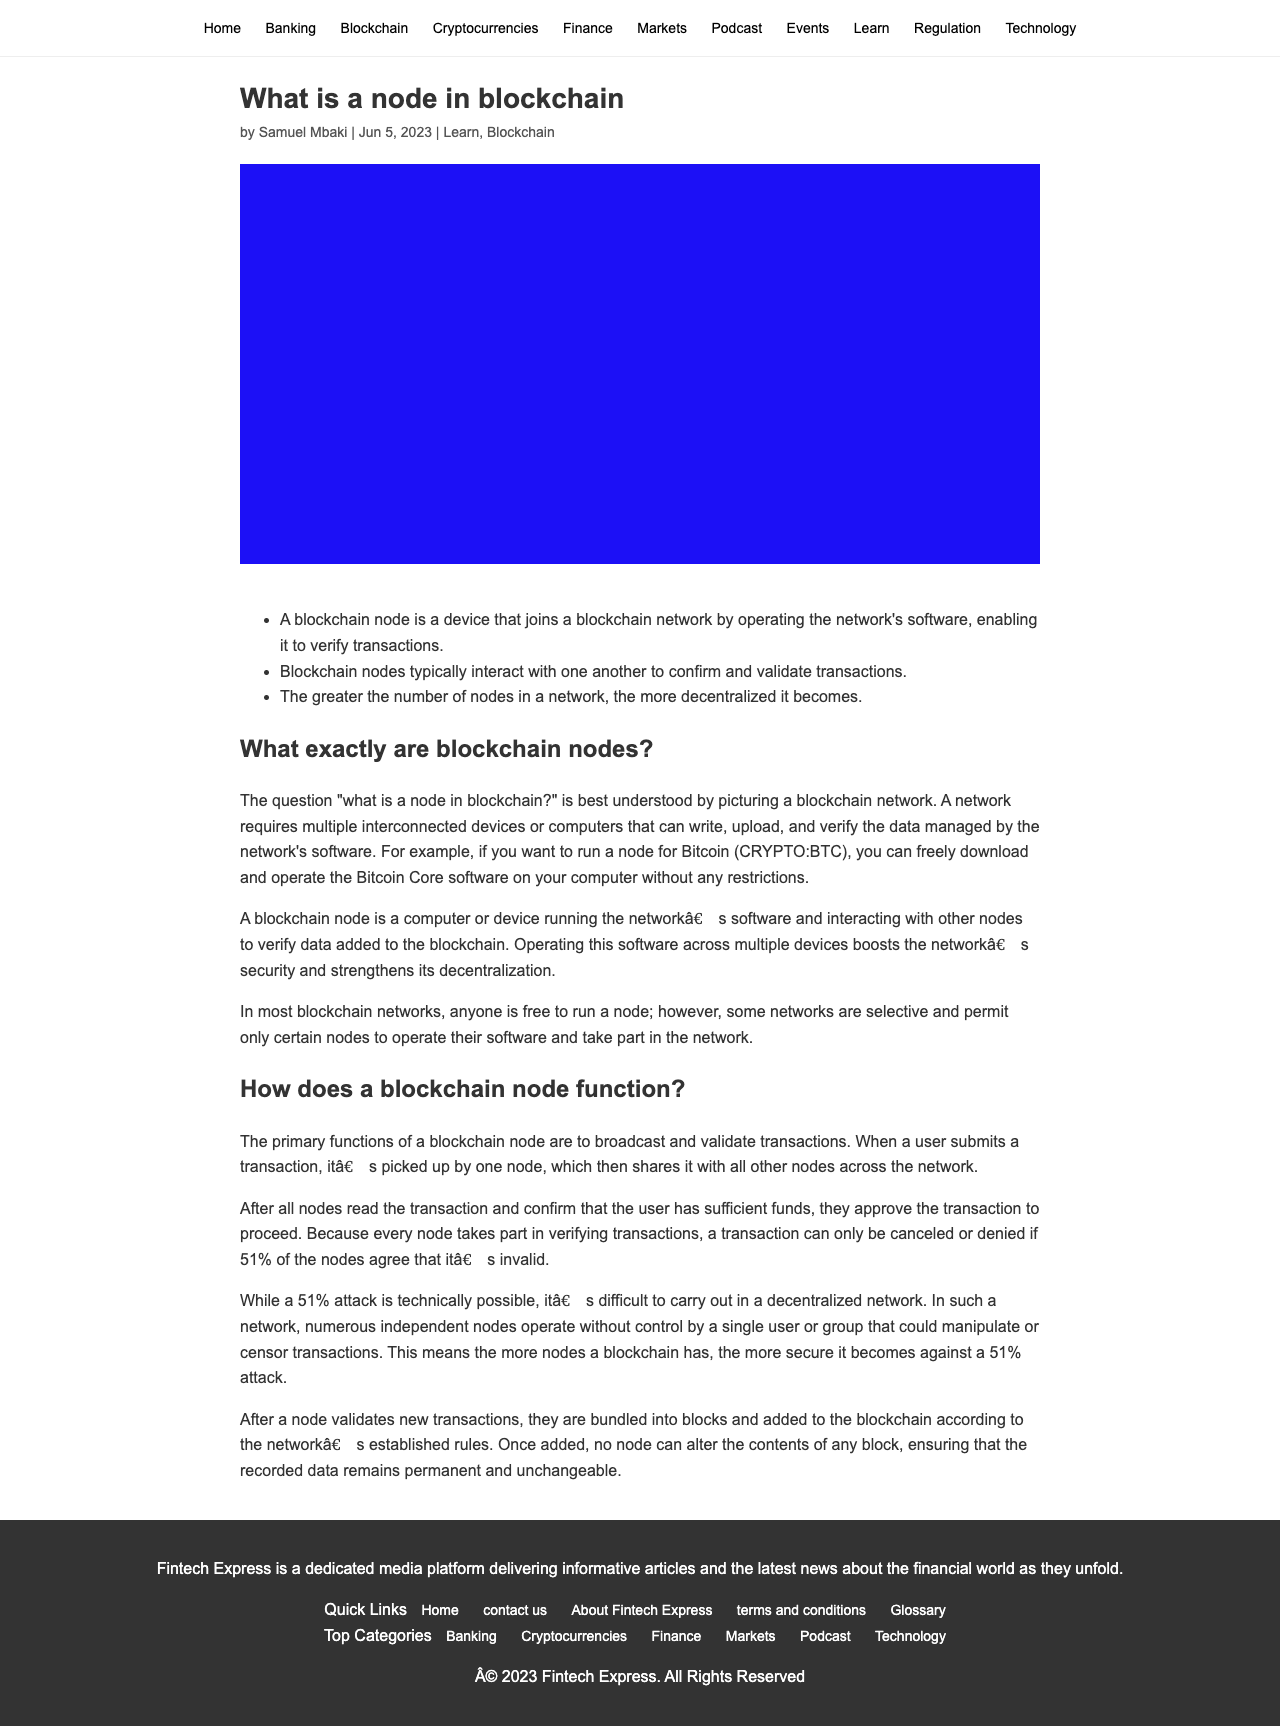 Home Banking Blockchain Cryptocurrencies Finance Markets Podcast Events Learn Regulation Technology
What is a node in blockchain
by Samuel Mbaki | Jun 5, 2023 | Learn, Blockchain
• A blockchain node is a device that joins a blockchain network by operating the network's software, enabling
it to verify transactions.
• Blockchain nodes typically interact with one another to confirm and validate transactions.
• The greater the number of nodes in a network, the more decentralized it becomes.
What exactly are blockchain nodes?
The question "what is a node in blockchain?" is best understood by picturing a blockchain network. A network
requires multiple interconnected devices or computers that can write, upload, and verify the data managed by the
network's software. For example, if you want to run a node for Bitcoin (CRYPTO:BTC), you can freely download
and operate the Bitcoin Core software on your computer without any restrictions.
A blockchain node is a computer or device running the networkâ€ s software and interacting with other nodes
to verify data added to the blockchain. Operating this software across multiple devices boosts the networkâ€ s
security and strengthens its decentralization.
In most blockchain networks, anyone is free to run a node; however, some networks are selective and permit
only certain nodes to operate their software and take part in the network.
How does a blockchain node function?
The primary functions of a blockchain node are to broadcast and validate transactions. When a user submits a
transaction, itâ€ s picked up by one node, which then shares it with all other nodes across the network.
After all nodes read the transaction and confirm that the user has sufficient funds, they approve the transaction to
proceed. Because every node takes part in verifying transactions, a transaction can only be canceled or denied if
51% of the nodes agree that itâ€ s invalid.
While a 51% attack is technically possible, itâ€ s difficult to carry out in a decentralized network. In such a
network, numerous independent nodes operate without control by a single user or group that could manipulate or
censor transactions. This means the more nodes a blockchain has, the more secure it becomes against a 51%
attack.
After a node validates new transactions, they are bundled into blocks and added to the blockchain according to
the networkâ€ s established rules. Once added, no node can alter the contents of any block, ensuring that the
recorded data remains permanent and unchangeable.
Fintech Express is a dedicated media platform delivering informative articles and the latest news about the financial world as they unfold.
Quick Links Home contact us About Fintech Express terms and conditions Glossary
Top Categories Banking Cryptocurrencies Finance Markets Podcast Technology
Â© 2023 Fintech Express. All Rights Reserved